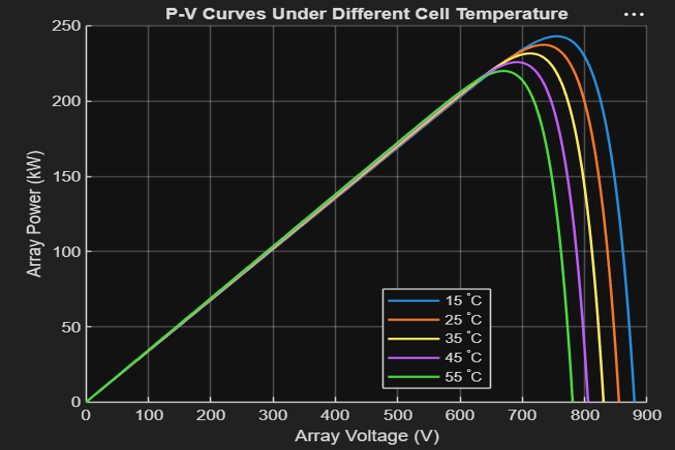 P-V Curves Under Different Cell Temperature
250
200
150
100
50
0
Array Power (kW)
15 °C
25 °C
35 °C
45 °C
55 °C
0 100 200 300 400 500 600 700 800 900
Array Voltage (V)